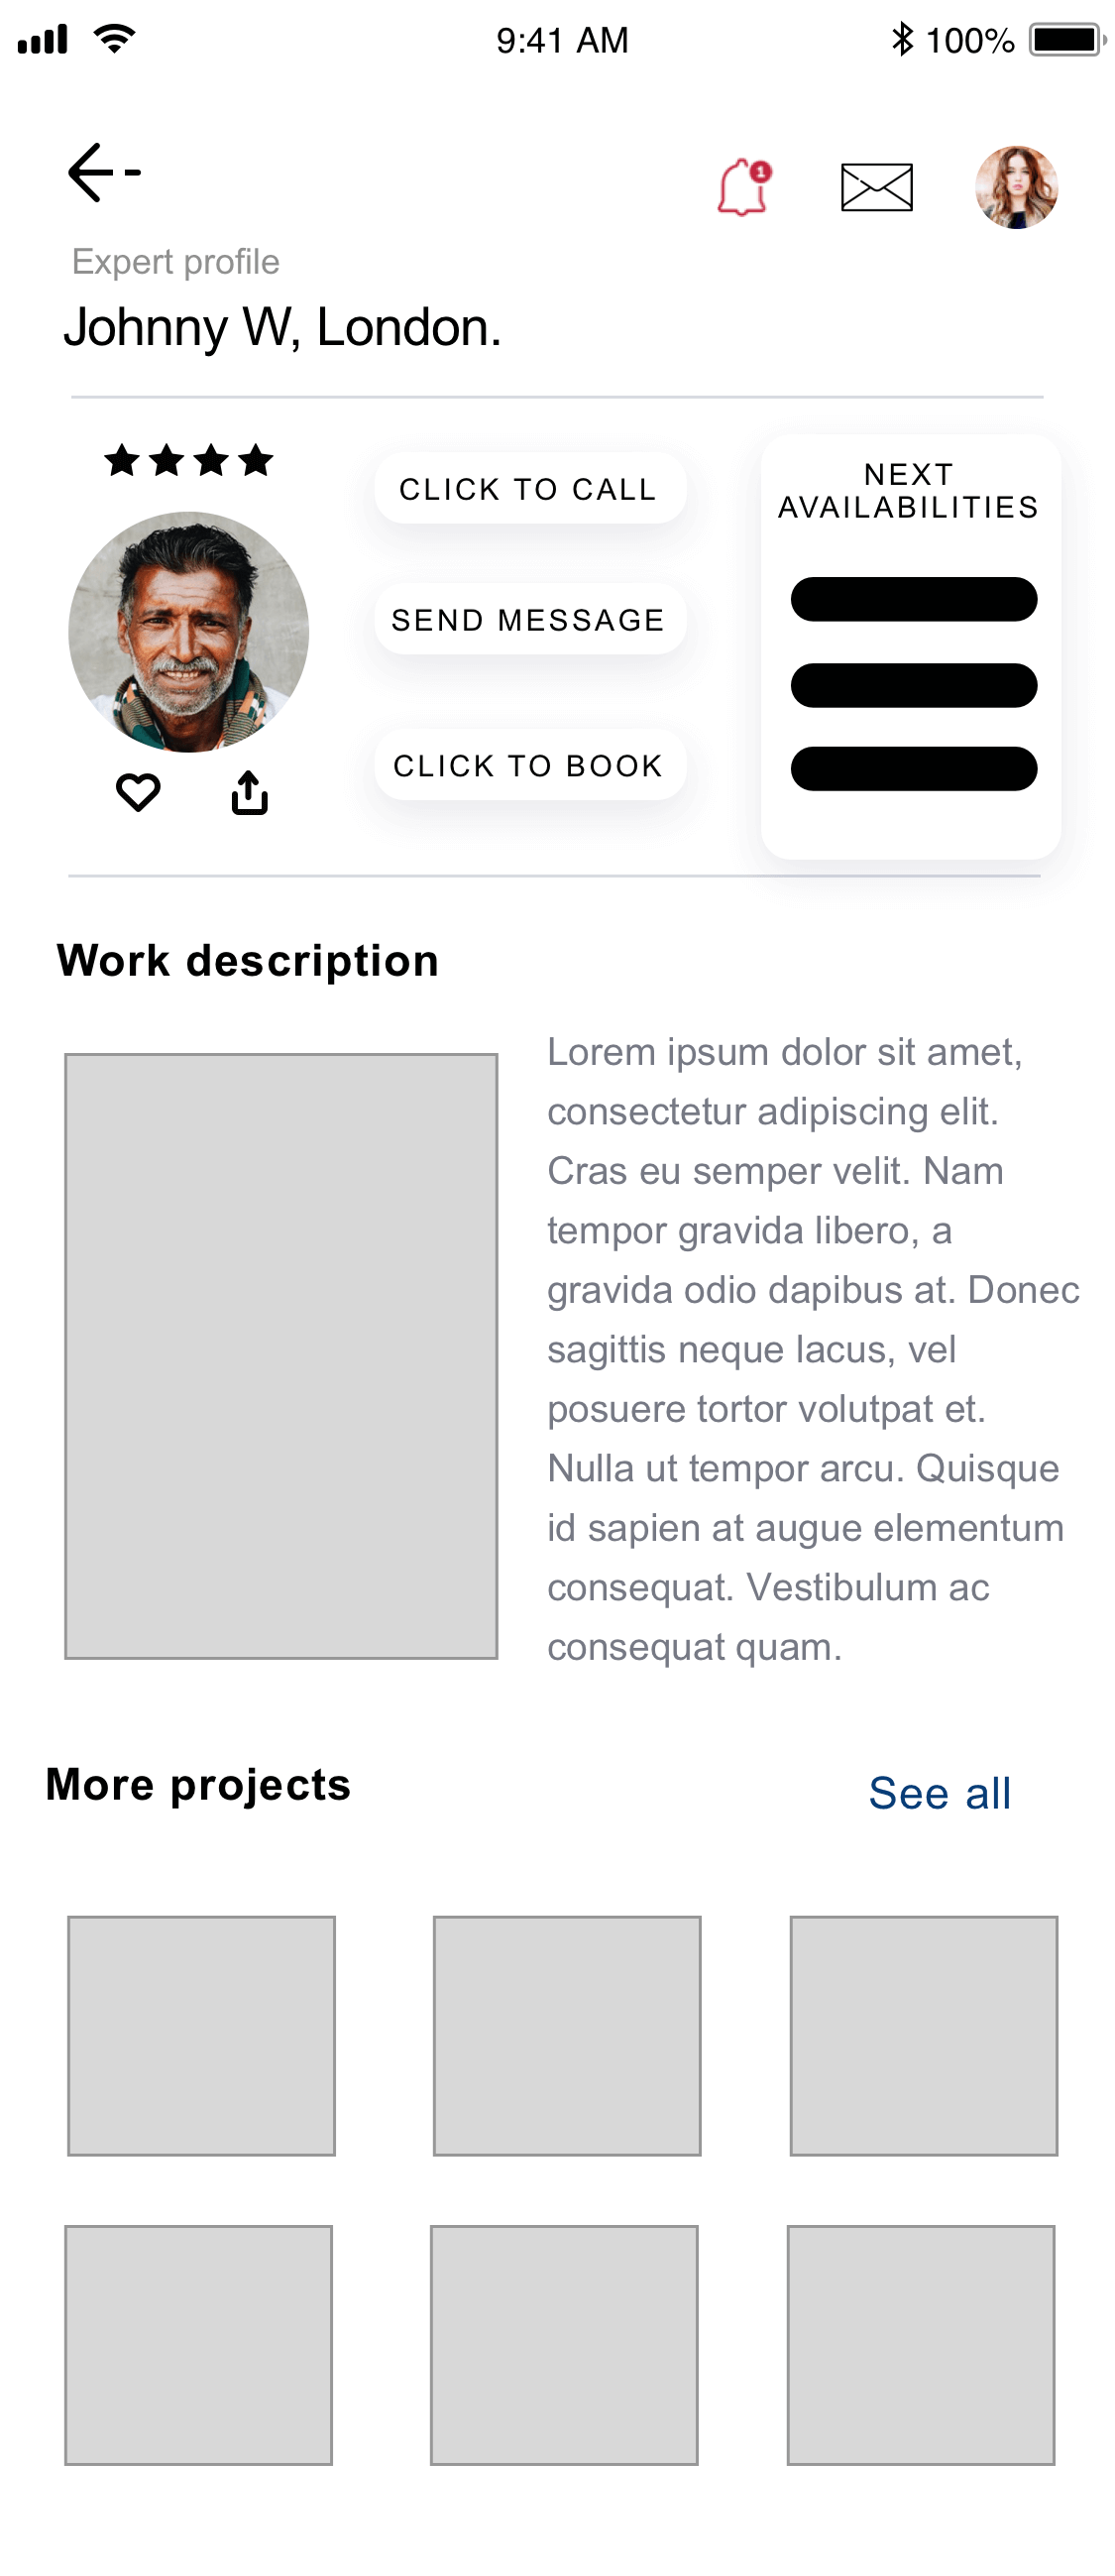 9:41 AM
100%
1
Expert profile
Johnny W, London.
CLICK TO CALL
SEND MESSAGE
CLICK TO BOOK
NEXT
AVAILABILITIES
Work description
Lorem ipsum dolor sit amet,
consectetur adipiscing elit.
Cras eu semper velit. Nam
tempor gravida libero, a
gravida odio dapibus at. Donec
sagittis neque lacus, vel
posuere tortor volutpat et.
Nulla ut tempor arcu. Quisque
id sapien at augue elementum
consequat. Vestibulum ac
consequat quam.
More projects
See all